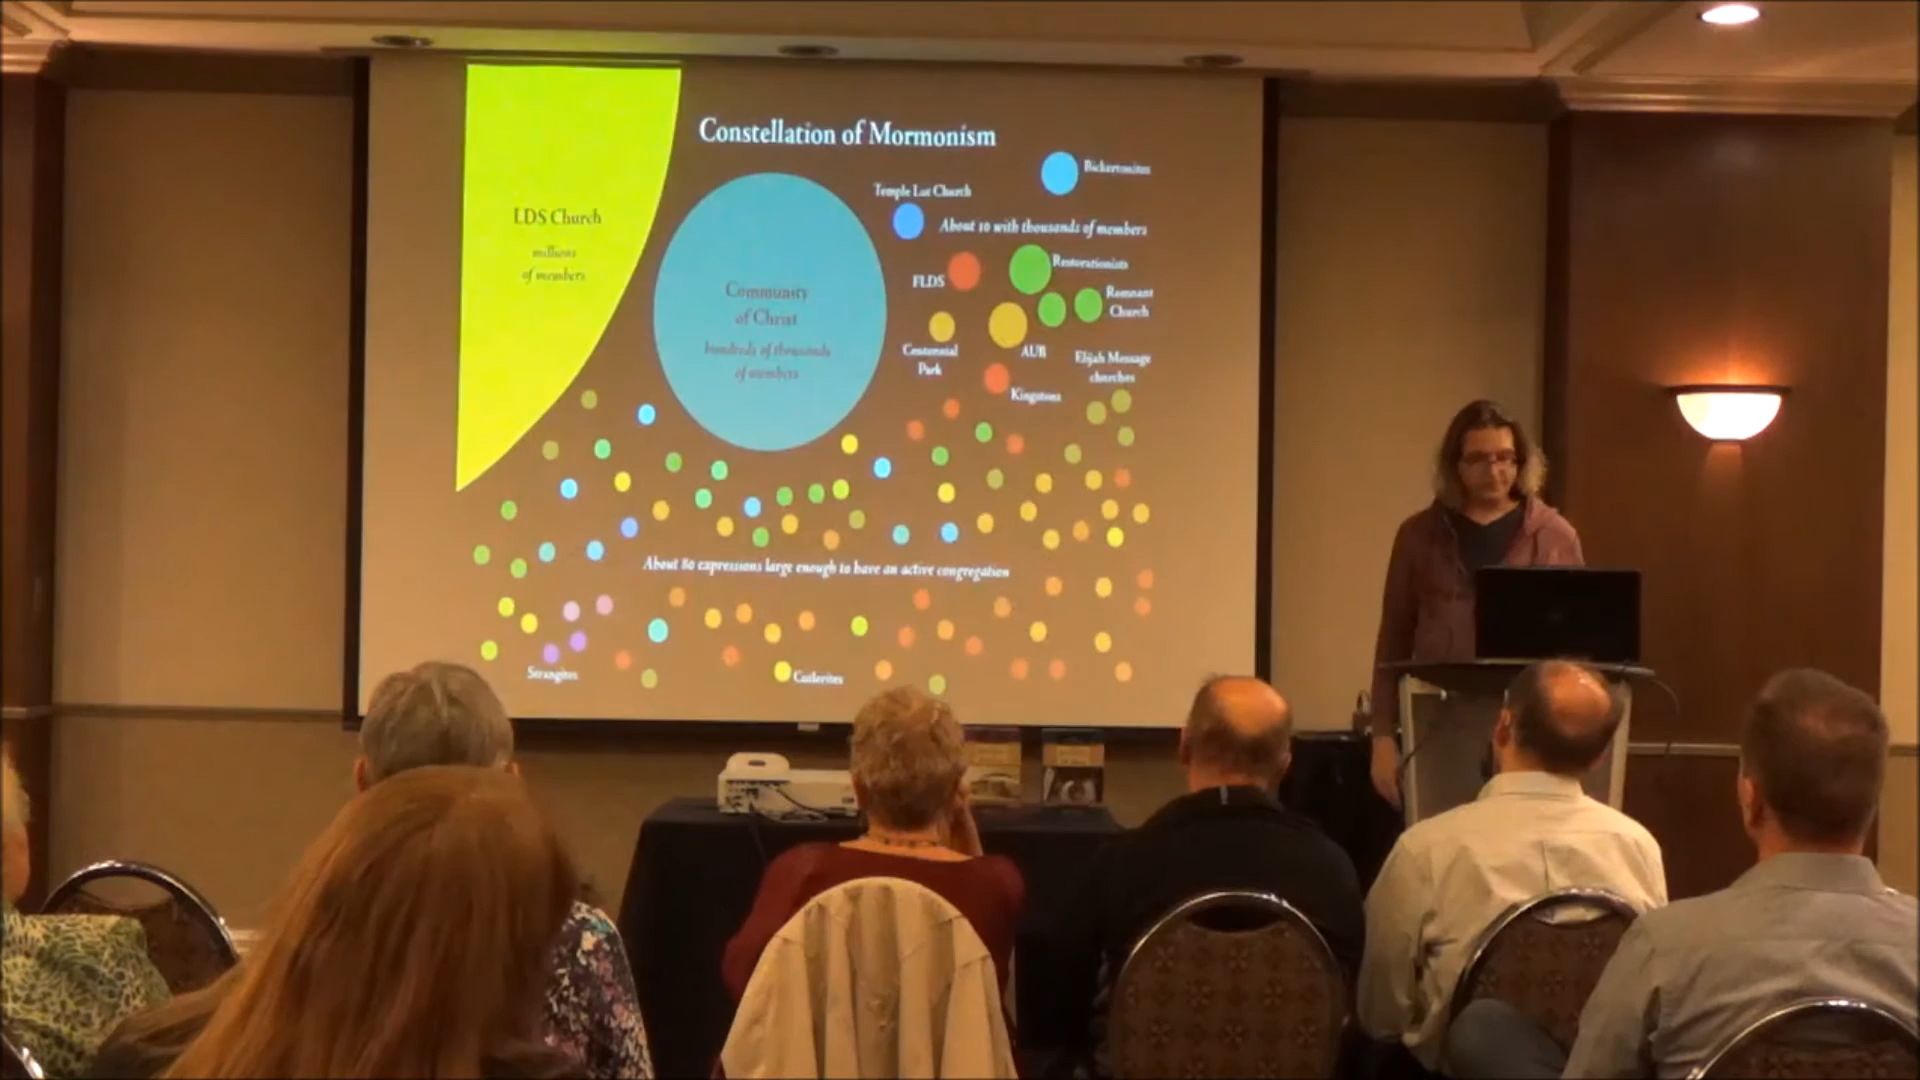 Constellation of Mormonism
LDS Church
millions
of members
Community
of Christ
hundreds of thousands
of members
Bickertonites
Temple Lot Church
About 10 with thousands of members
FLDS
Restorationists
Remnant
Church
Centennial
Park
AUB
Elijah Message
churches
Kingstons
About 80 expressions large enough to have an active congregation
Strangites
Cutlerites